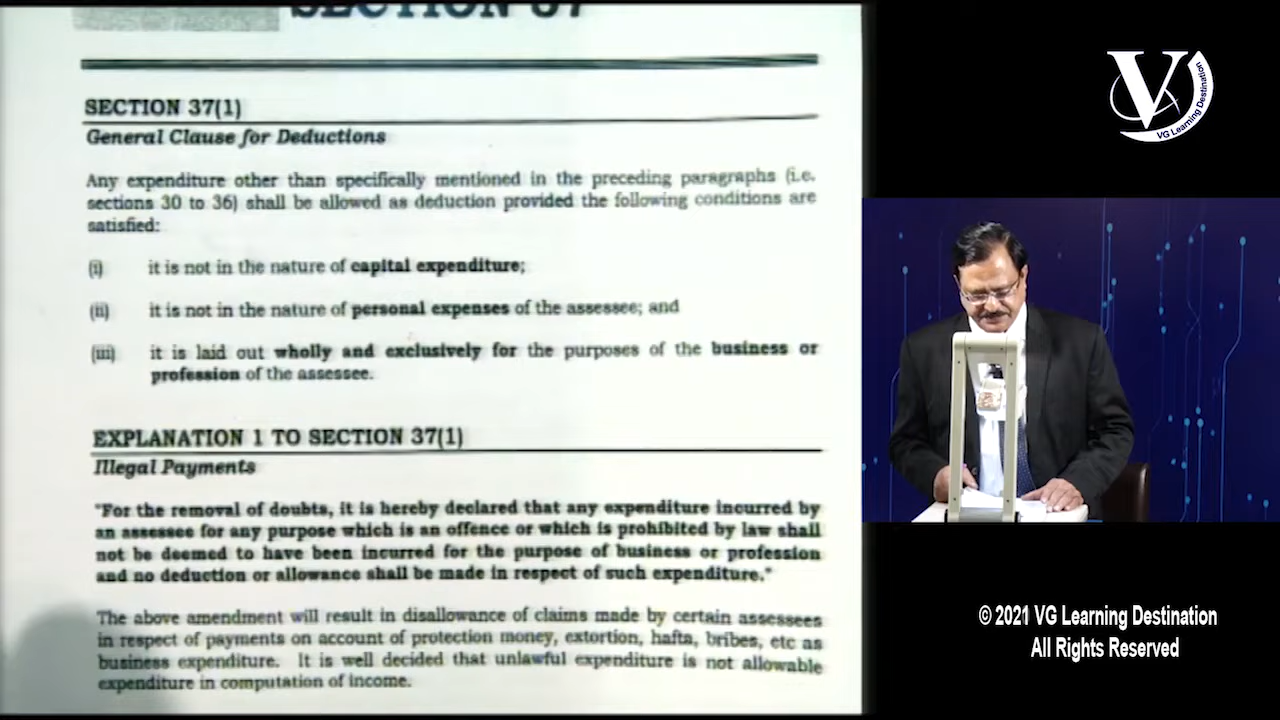 SECTION 37
SECTION 37(1)
General Clause for Deductions
Any expenditure other than specifically mentioned in the preceding paragraphs (i.e.
sections 30 to 36) shall be allowed as deduction provided the following conditions are
satisfied:
(i) it is not in the nature of capital expenditure;
(ii) it is not in the nature of personal expenses of the assessee; and
(iii) it is laid out wholly and exclusively for the purposes of the business or
profession of the assessee.
EXPLANATION 1 TO SECTION 37(1)
Illegal Payments
"For the removal of doubts, it is hereby declared that any expenditure incurred by
an assessee for any purpose which is an offence or which is prohibited by law shall
not be deemed to have been incurred for the purpose of business or profession
and no deduction or allowance shall be made in respect of such expenditure."
The above amendment will result in disallowance of claims made by certain assessees
in respect of payments on account of protection money, extortion, hafta, bribes, etc as
business expenditure. It is well decided that unlawful expenditure is not allowable
expenditure in computation of income.
V
VG Learning Destination
© 2021 VG Learning Destination
All Rights Reserved